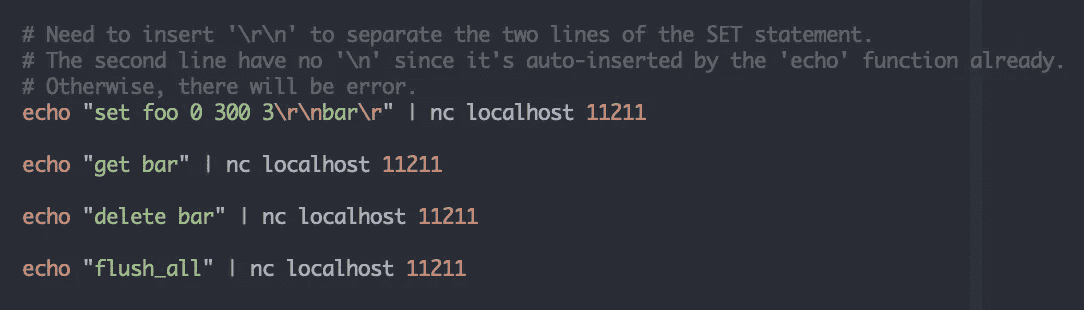 # Need to insert '\r\n' to separate the two lines of the SET statement.
# The second line have no '\n' since it's auto-inserted by the 'echo' function already.
# Otherwise, there will be error.
echo "set foo 0 300 3\r\nbar\r" | nc localhost 11211
echo "get bar" | nc localhost 11211
echo "delete bar" | nc localhost 11211
echo "flush_all" | nc localhost 11211